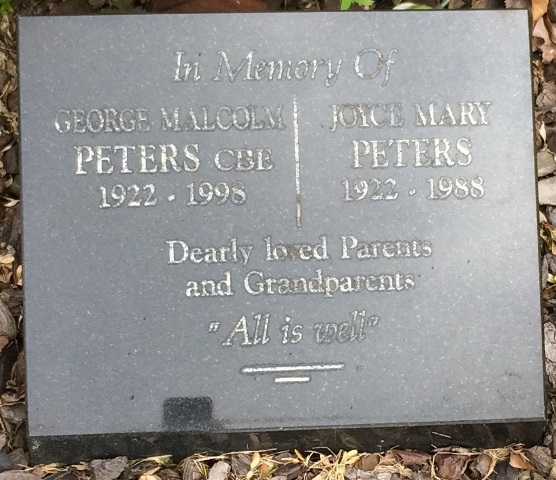 In Memory Of
GEORGE MALCOLM
PETERS CBE
1922 - 1998
JOYCE MARY
PETERS
1922 - 1988
Dearly loved Parents
and Grandparents
"All is well"